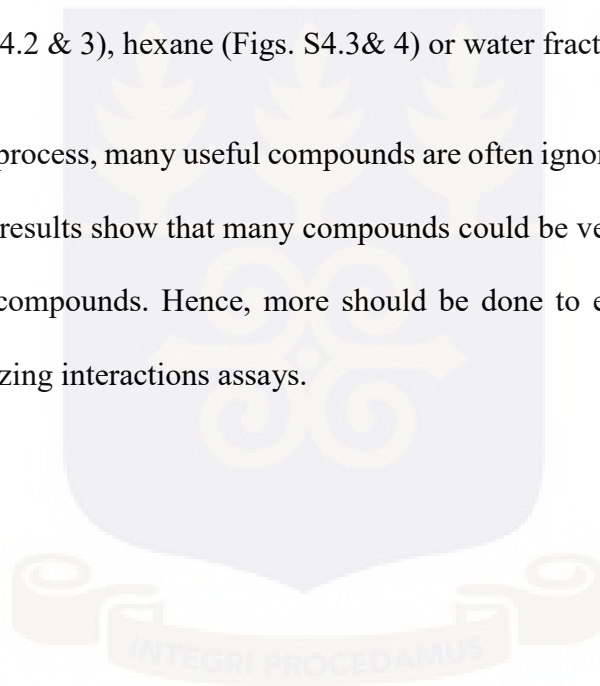 4.2 & 3), hexane (Figs. S4.3& 4) or water fract
process, many useful compounds are often ignor
results show that many compounds could be ve
compounds. Hence, more should be done to e
zing interactions assays.
INTEGRI PROCEDAMUS